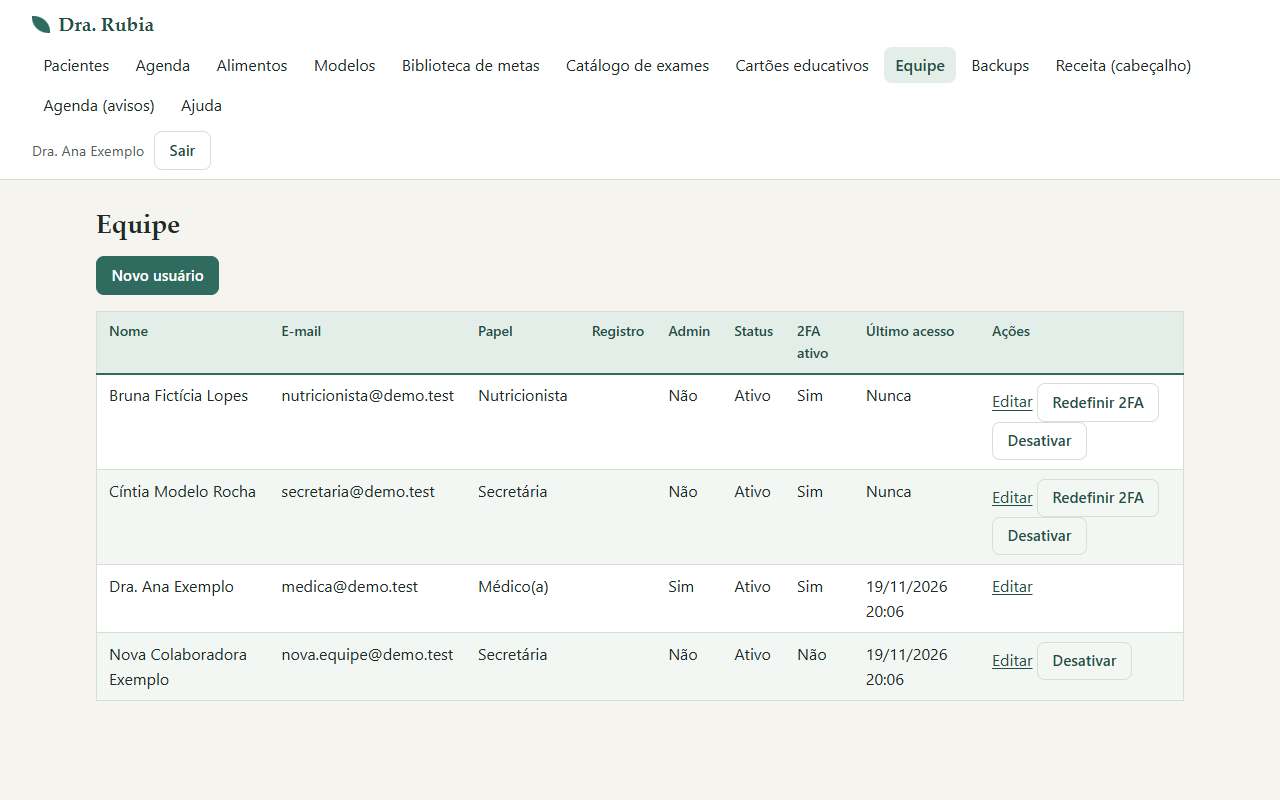 Dra. Rubia
Pacientes Agenda Alimentos Modelos Biblioteca de metas Catálogo de exames Cartões educativos Equipe Backups Receita (cabeçalho)
Agenda (avisos) Ajuda
Dra. Ana Exemplo Sair
Equipe
Novo usuário
Nome E-mail Papel Registro Admin Status 2FA ativo Último acesso Ações
Bruna Fictícia Lopes nutricionista@demo.test Nutricionista Não Ativo Sim Nunca Editar Redefinir 2FA
Desativar
Cíntia Modelo Rocha secretaria@demo.test Secretária Não Ativo Sim Nunca Editar Redefinir 2FA
Desativar
Dra. Ana Exemplo medica@demo.test Médico(a) Sim Ativo Sim 19/11/2026 20:06 Editar
Nova Colaboradora Exemplo nova.equipe@demo.test Secretária Não Ativo Não 19/11/2026 20:06 Editar Desativar